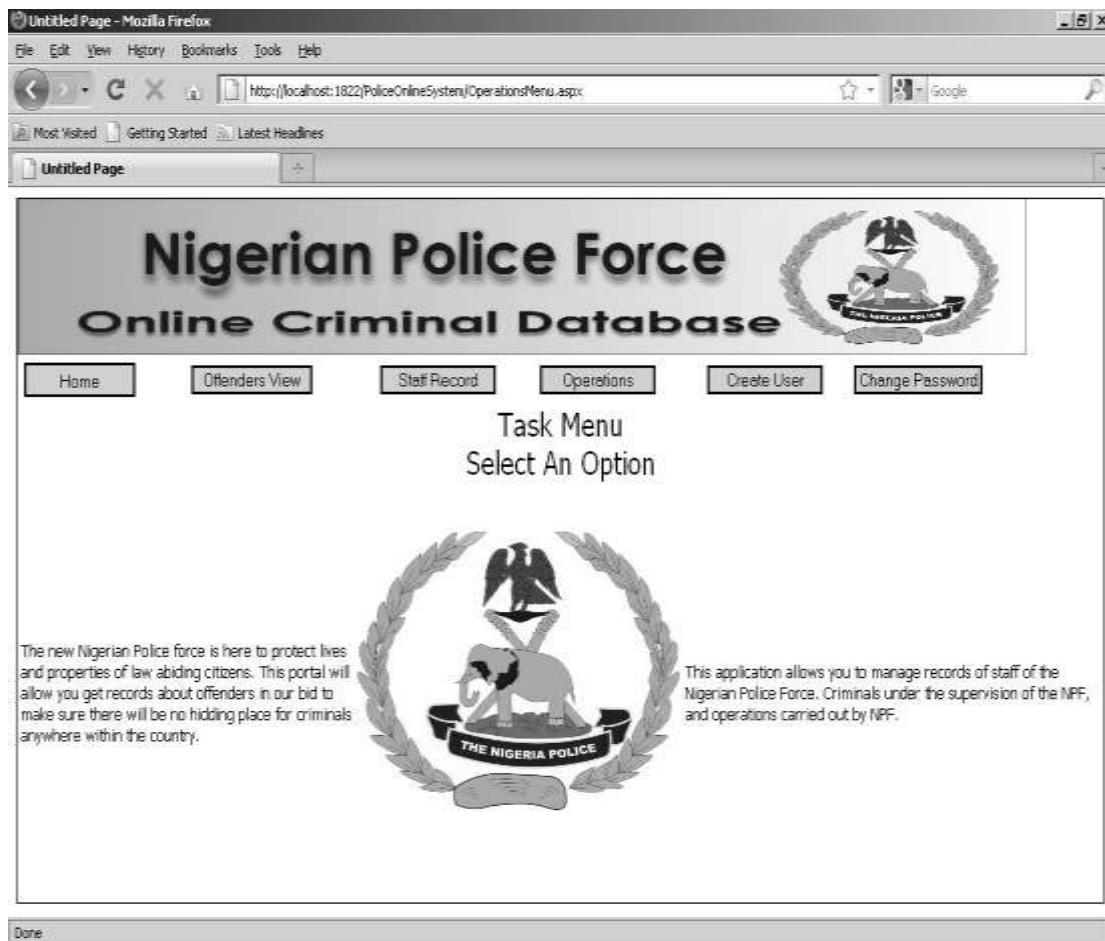 Untitled Page - Mozilla Firefox
File Edit View History Bookmarks Tools Help
http://localhost:1822/PoliceOnlineSystem/OperationsMenu.aspx
Google
Most Visited Getting Started Latest Headlines
Untitled Page
Nigerian Police Force
Online Criminal Database
THE NIGERIA POLICE
Home Offenders View Staff Record Operations Create User Change Password
Task Menu
Select An Option
The new Nigerian Police force is here to protect lives
and properties of law abiding citizens. This portal will
allow you get records about offenders in our bid to
make sure there will be no hidding place for criminals
anywhere within the country.
THE NIGERIA POLICE
This application allows you to manage records of staff of the
Nigerian Police Force. Criminals under the supervision of the NPF,
and operations carried out by NPF.
Done